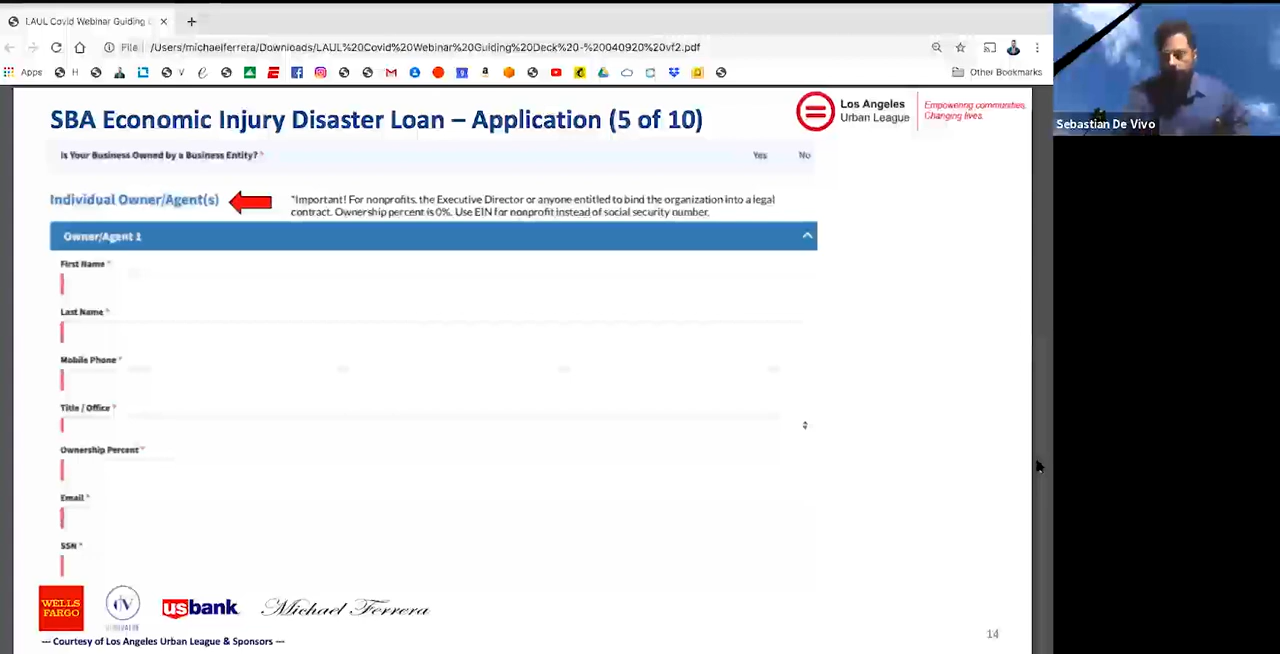 LAUL Covid Webinar Guiding
File /Users/michaelferrera/Downloads/LAUL%20Covid%20Webinar%20Guiding%20Deck%20-%20040920%20vf2.pdf
Apps
H
V
Other Bookmarks
SBA Economic Injury Disaster Loan – Application (5 of 10)
Los Angeles
Urban League
Empowering communities.
Changing lives.
Sebastian De Vivo
Is Your Business Owned by a Business Entity? *
Yes
No
Individual Owner/Agent(s)
*Important! For nonprofits, the Executive Director or anyone entitled to bind the organization into a legal
contract. Ownership percent is 0%. Use EIN for nonprofit instead of social security number.
Owner/Agent 1
First Name *
Last Name *
Mobile Phone *
Title / Office *
Ownership Percent *
Email *
SSN *
WELLS
FARGO
dV
usbank
Michael Ferrera
--- Courtesy of Los Angeles Urban League & Sponsors ---
14